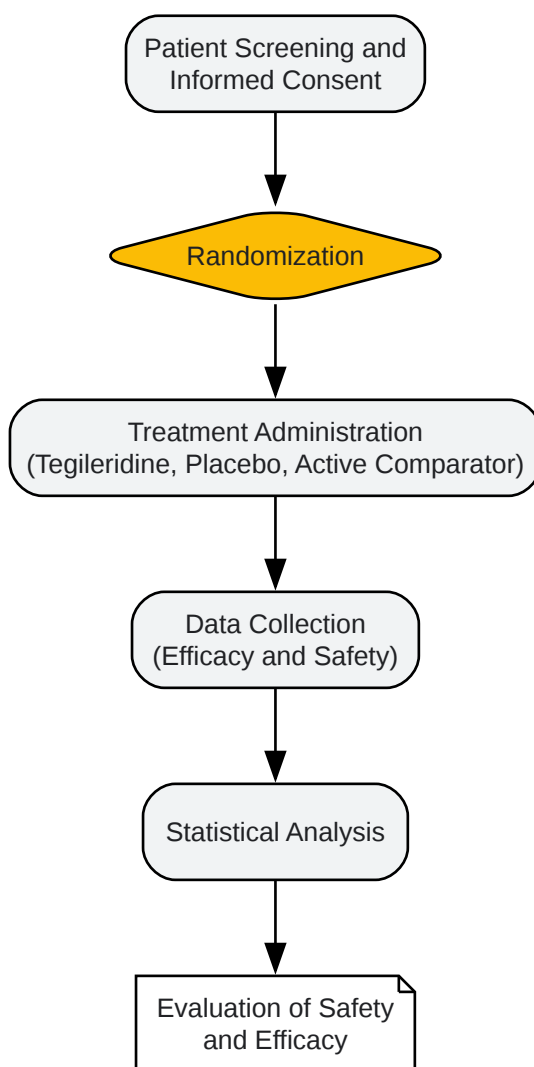 Patient Screening and
Informed Consent
Randomization
Treatment Administration
(Tegileridine, Placebo, Active Comparator)
Data Collection
(Efficacy and Safety)
Statistical Analysis
Evaluation of Safety
and Efficacy